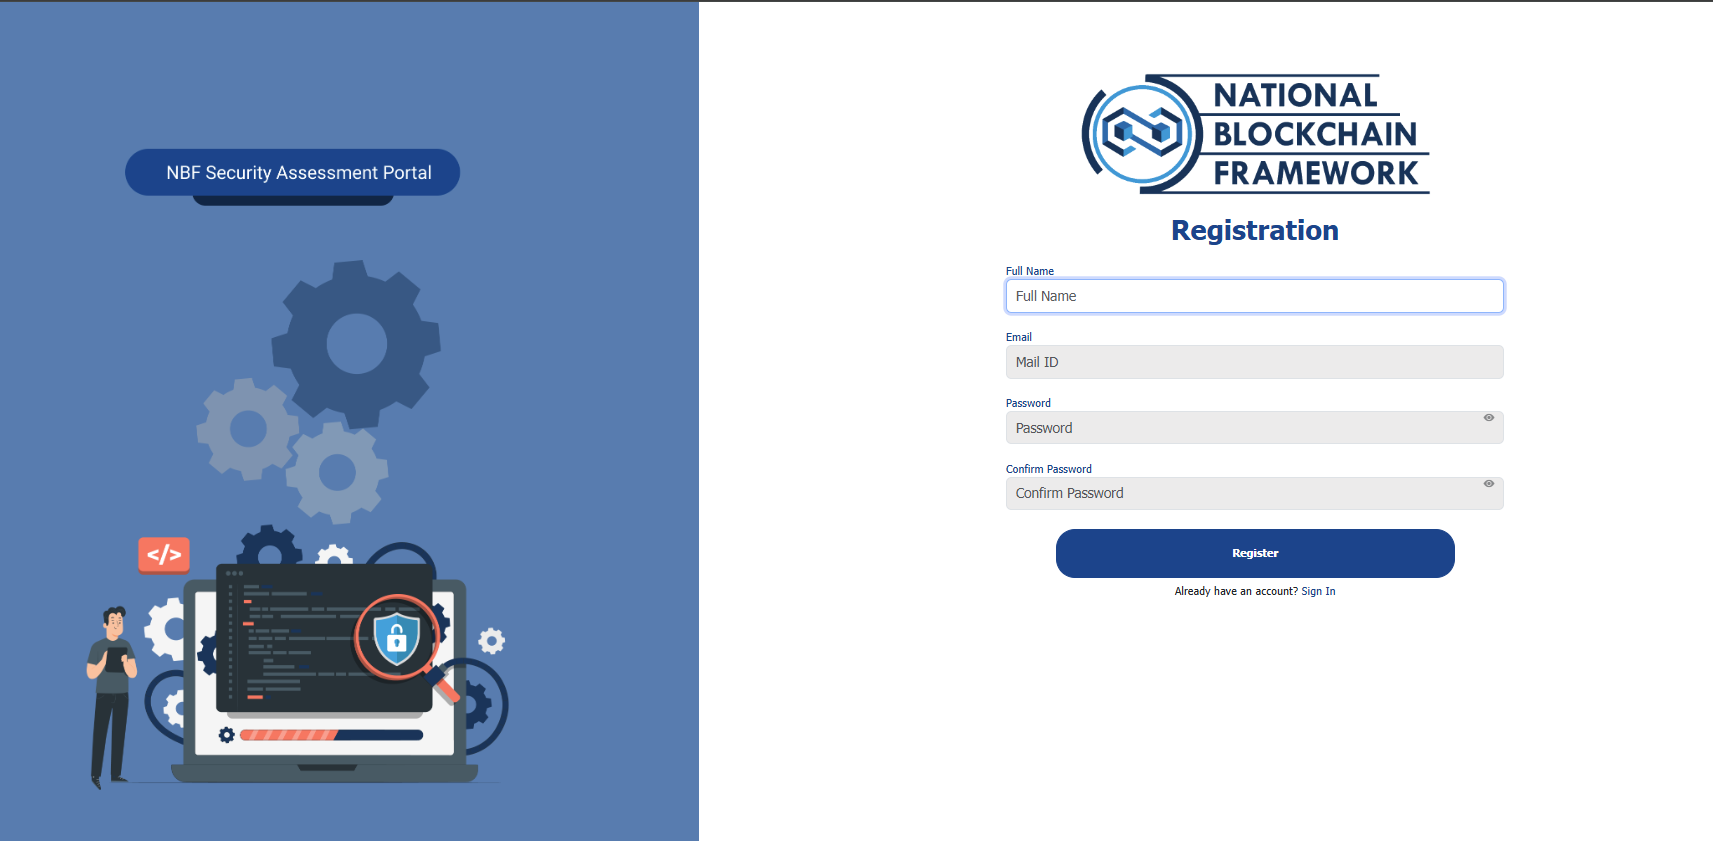 NBF Security Assessment Portal
</>
NATIONAL
BLOCKCHAIN
FRAMEWORK
Registration
Full Name
Full Name
Email
Mail ID
Password
Password
Confirm Password
Confirm Password
Register
Already have an account? Sign In